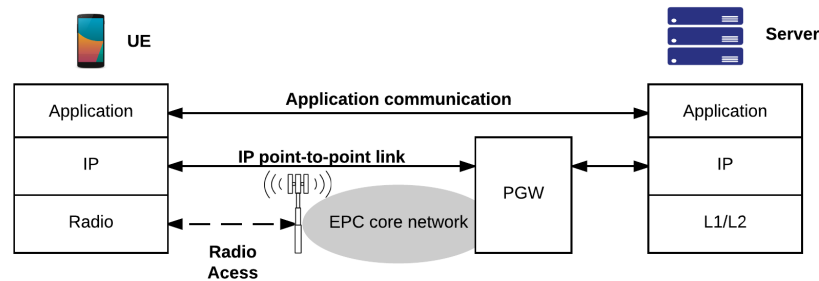 UE
Server
Application
Application communication
Application
IP
IP point-to-point link
PGW
IP
Radio
EPC core network
L1/L2
Radio
Acess